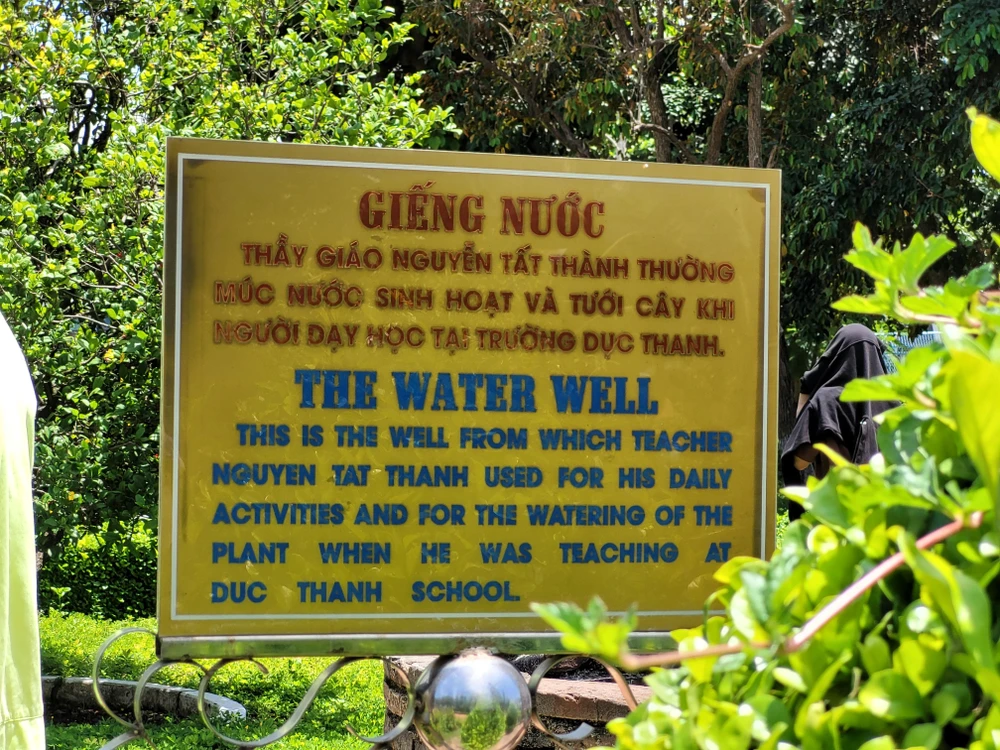 GIẾNG NƯỚC
THẦY GIÁO NGUYỄN TẤT THÀNH THƯỜNG
MÚC NƯỚC SINH HOẠT VÀ TƯỚI CÂY KHI
NGƯỜI DẠY HỌC TẠI TRƯỜNG DỤC THANH.
THE WATER WELL
THIS IS THE WELL FROM WHICH TEACHER
NGUYEN TAT THANH USED FOR HIS DAILY
ACTIVITIES AND FOR THE WATERING OF THE
PLANT WHEN HE WAS TEACHING AT
DUC THANH SCHOOL.